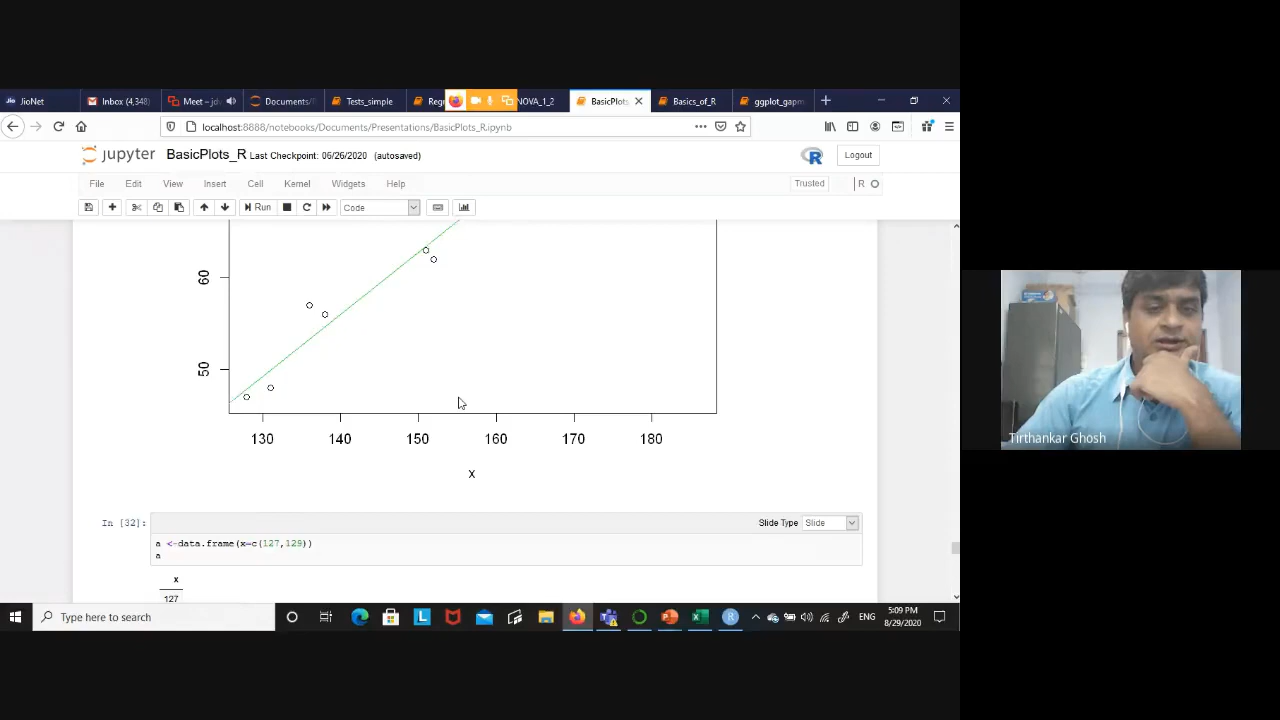 JioNet
Inbox (4,348)
Meet – jd
Documents/
Tests_simple
Reg
NOVA_1_2
BasicPlots
Basics_of_R
ggplot_gapm
localhost:8888/notebooks/Documents/Presentations/BasicPlots_R.ipynb
jupyter BasicPlots_R Last Checkpoint: 06/26/2020 (autosaved)
R
Logout
File Edit View Insert Cell Kernel Widgets Help
Trusted
R
Run
Code
60
50
130 140 150 160 170 180
x
In [32]:
Slide Type Slide
a <-data.frame(x=c(127,129))
a
x
127
Tirthankar Ghosh
Type here to search
ENG
5:09 PM
8/29/2020